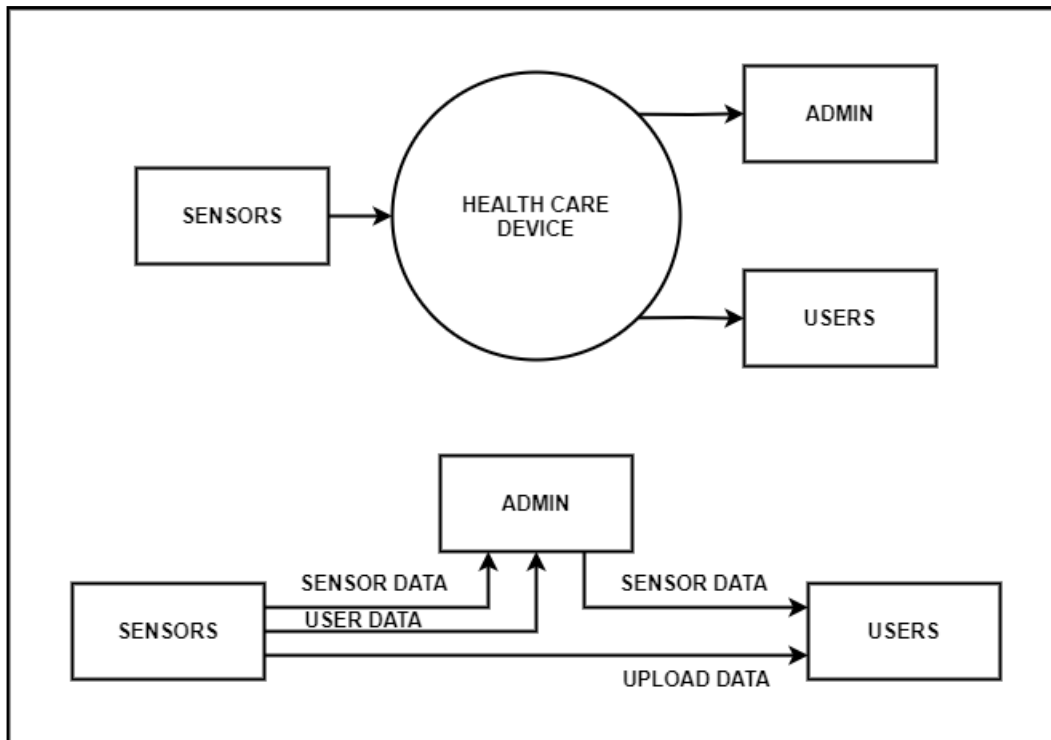 ADMIN
SENSORS
HEALTH CARE
DEVICE
USERS
ADMIN
SENSOR DATA
SENSOR DATA
USER DATA
SENSORS
USERS
UPLOAD DATA